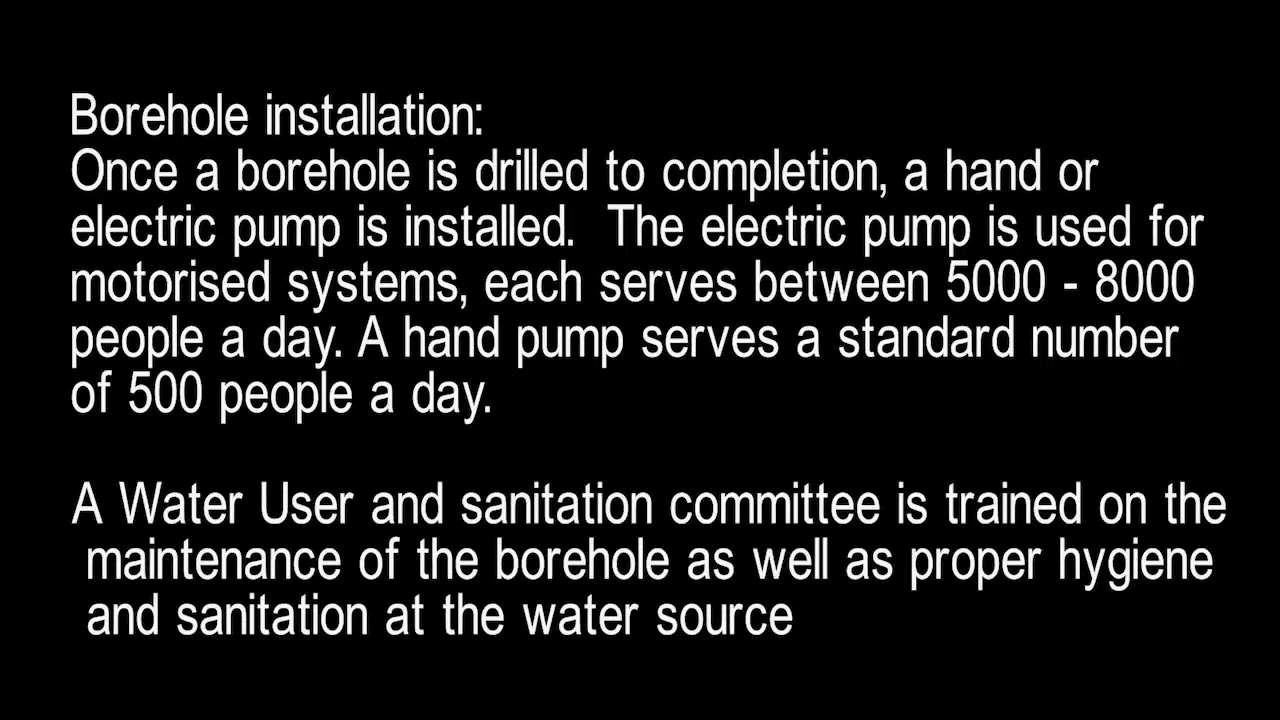 Borehole installation:
Once a borehole is drilled to completion, a hand or
electric pump is installed.  The electric pump is used for
motorised systems, each serves between 5000 - 8000
people a day. A hand pump serves a standard number
of 500 people a day.
A Water User and sanitation committee is trained on the
maintenance of the borehole as well as proper hygiene
and sanitation at the water source